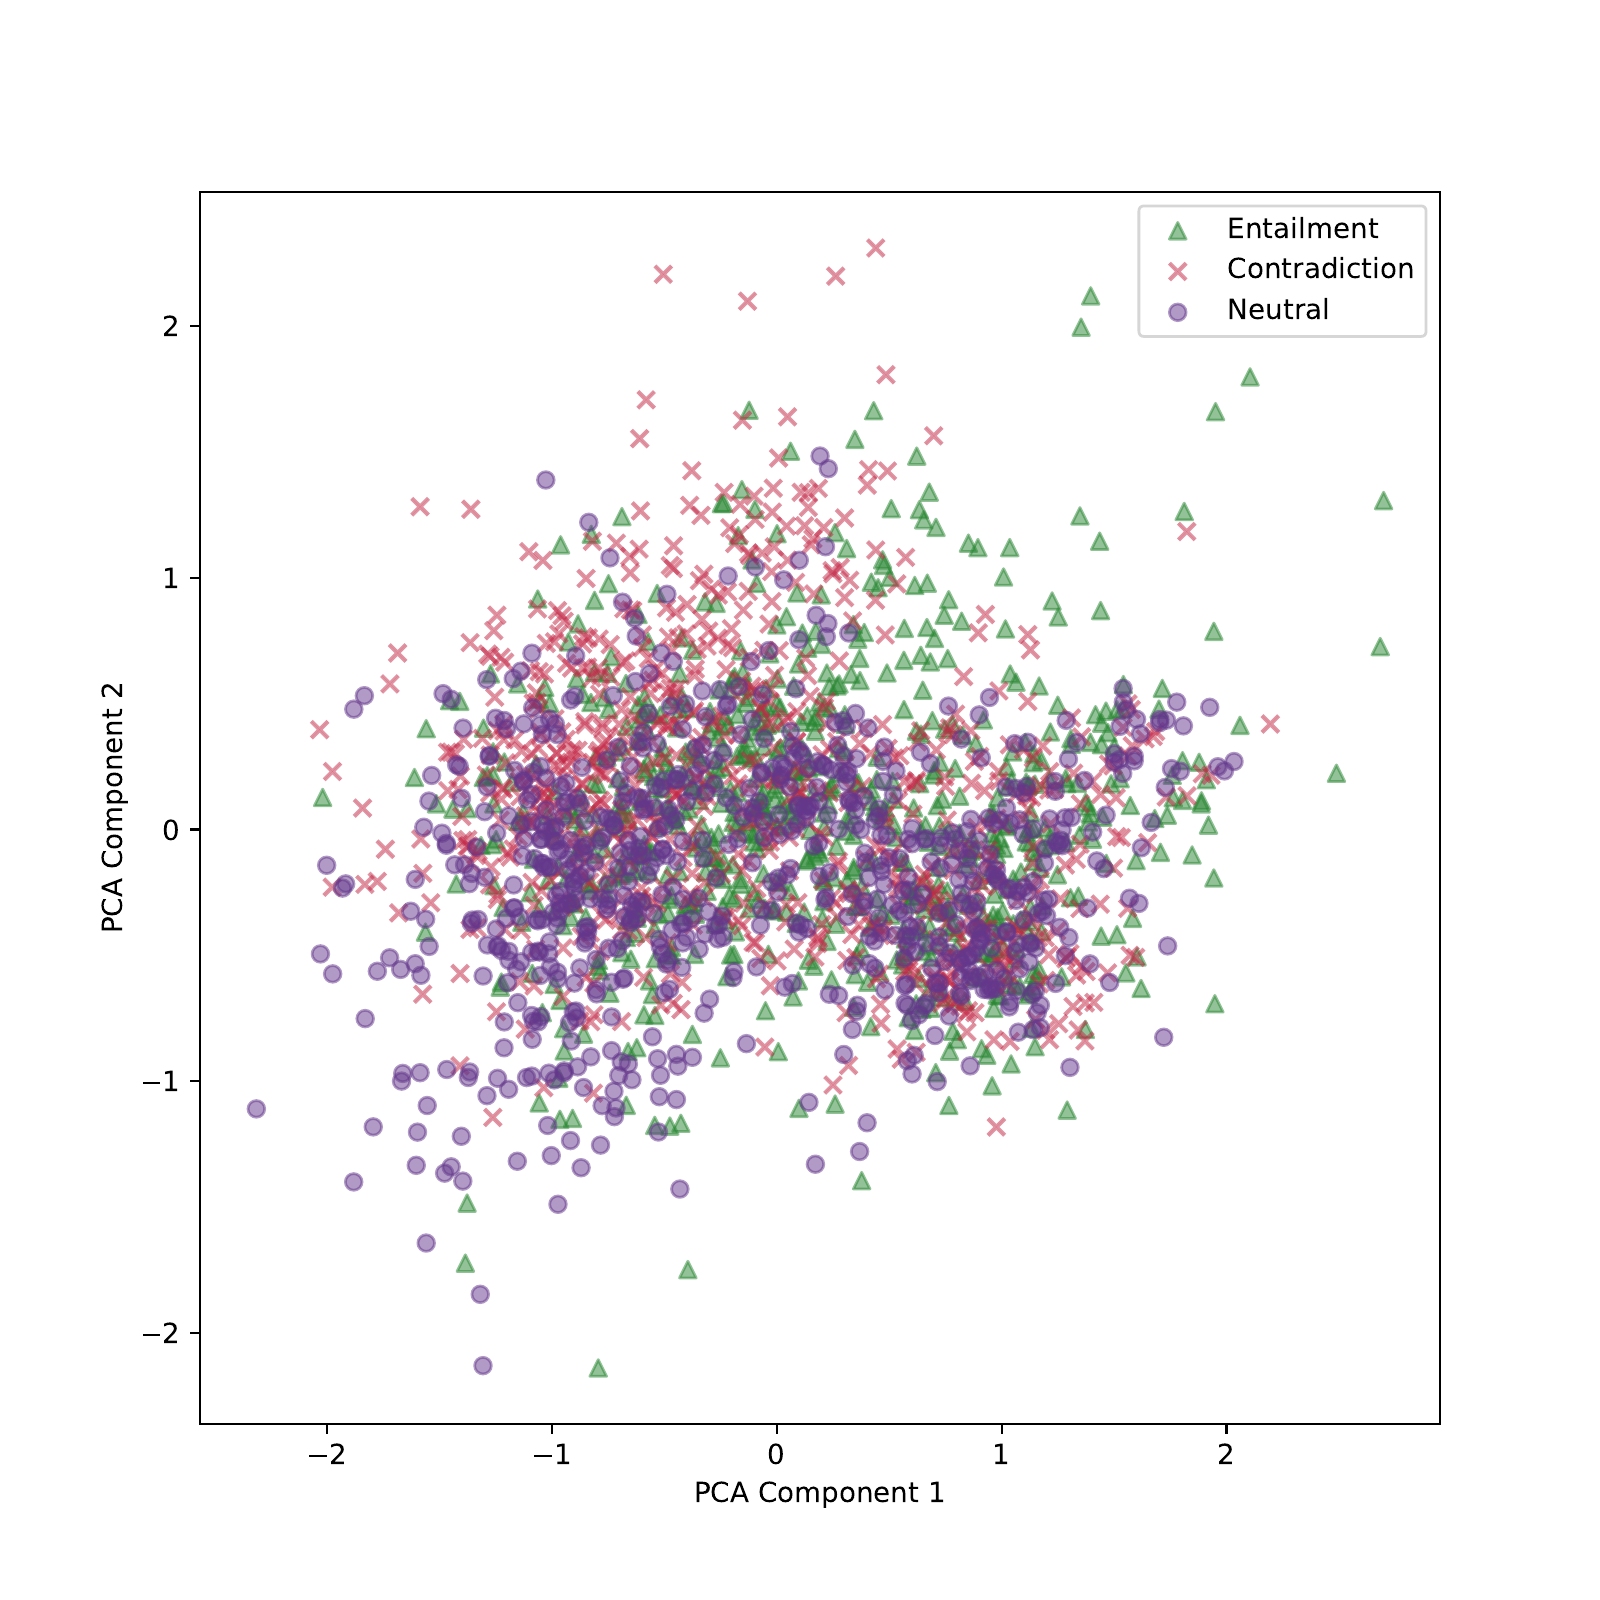 Entailment
Contradiction
Neutral
2
1
0
−1
−2
PCA Component 2
−2
−1
0
1
2
PCA Component 1